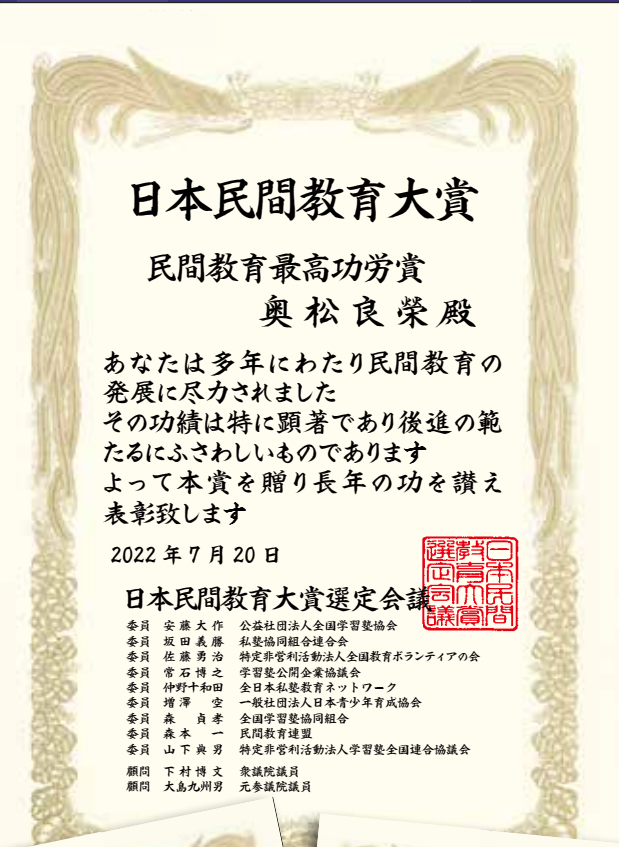 日本民間教育大賞
民間教育最高功労賞
奥松良榮殿
あなたは多年にわたり民間教育の
発展に尽力されました
その功績は特に顕著であり後進の範
たるにふさわしいものであります
よって本賞を贈り長年の功を讃え
表彰致します
2022年7月20日
日本民間教育大賞選定会議
日本民間
教育大賞
選定会議
委員 安藤大作 公益社団法人全国学習塾協会
委員 坂田義勝 私塾協同組合連合会
委員 佐藤勇治 特定非営利活動法人全国教育ボランティアの会
委員 常石博之 学習塾公開企業協議会
委員 仲野十和田 全日本私塾教育ネットワーク
委員 増澤 空 一般社団法人日本青少年育成協会
委員 森 貞孝 全国学習塾協同組合
委員 森本 一 民間教育連盟
委員 山下典男 特定非営利活動法人学習塾全国連合協議会
顧問 下村博文 衆議院議員
顧問 大島九州男 元参議院議員